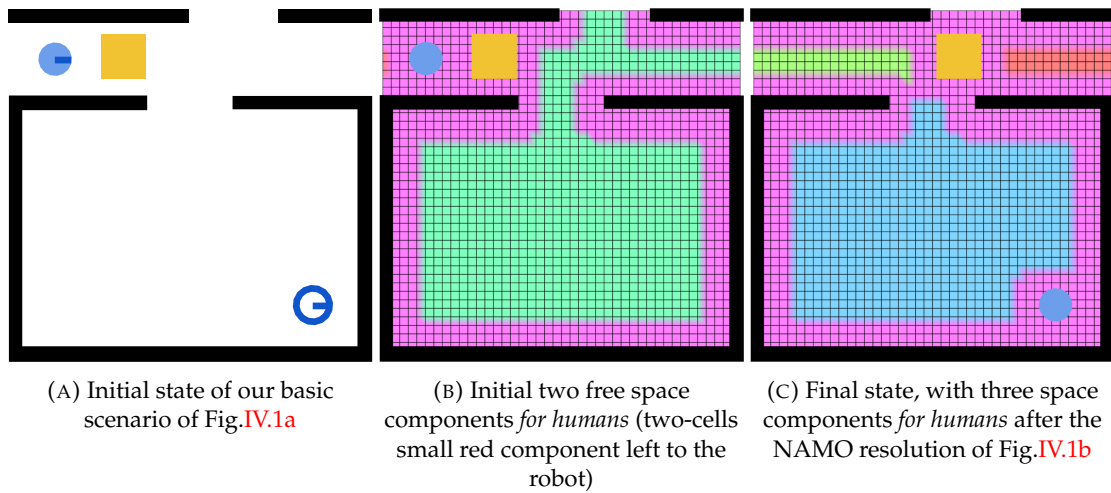 (A) Initial state of our basic
scenario of Fig.IV.1a
(B) Initial two free space
components for humans (two-cells
small red component left to the
robot)
(C) Final state, with three space
components for humans after the
NAMO resolution of Fig.IV.1b